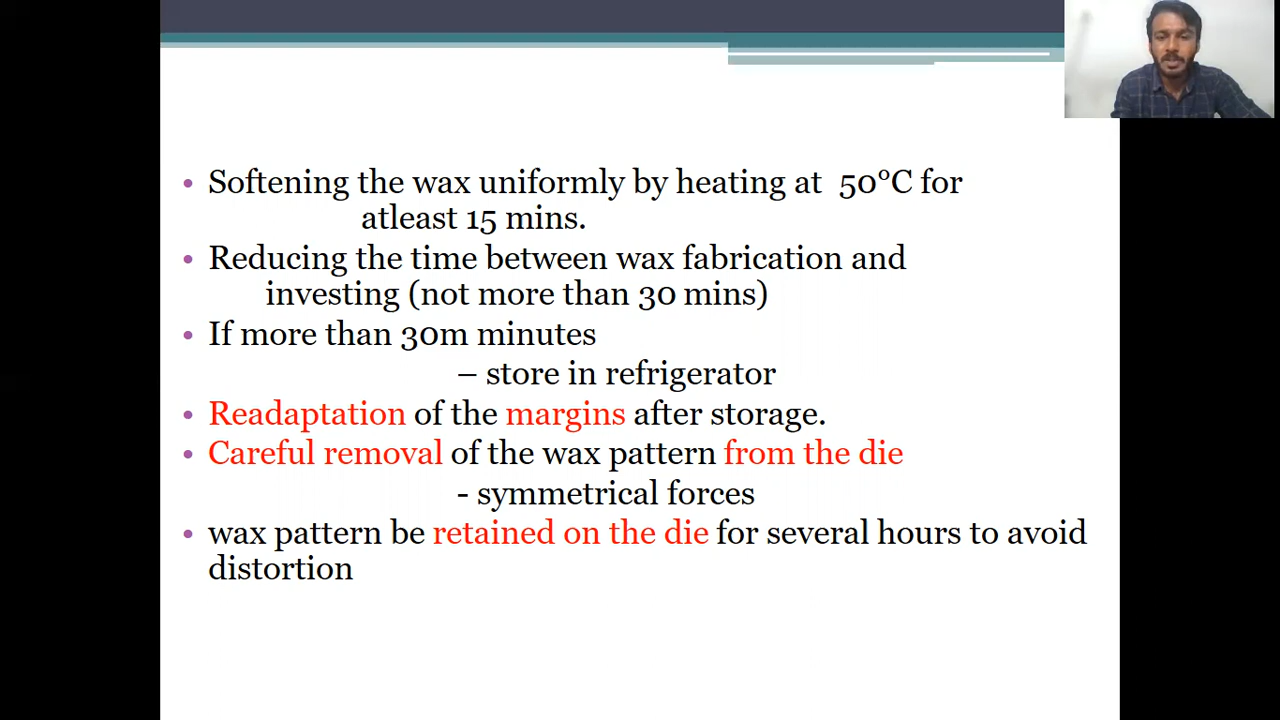 • Softening the wax uniformly by heating at 50°C for
atleast 15 mins.
• Reducing the time between wax fabrication and
investing (not more than 30 mins)
• If more than 30m minutes
– store in refrigerator
• Readaptation of the margins after storage.
• Careful removal of the wax pattern from the die
- symmetrical forces
• wax pattern be retained on the die for several hours to avoid
distortion